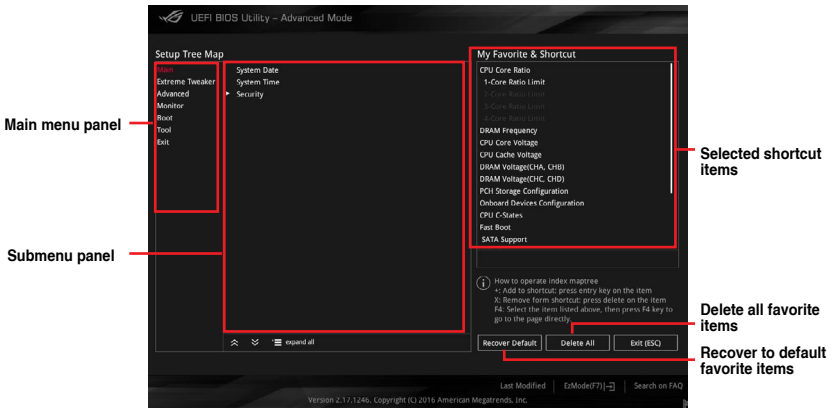 UEFI BIOS Utility – Advanced Mode
Setup Tree Map
Main
Extreme Tweaker
Advanced
Monitor
Boot
Tool
Exit
System Date
System Time
Security
expand all
My Favorite & Shortcut
CPU Core Ratio
1-Core Ratio Limit
2-Core Ratio Limit
3-Core Ratio Limit
4-Core Ratio Limit
DRAM Frequency
CPU Core Voltage
CPU Cache Voltage
DRAM Voltage(CHA, CHB)
DRAM Voltage(CHC, CHD)
PCH Storage Configuration
Onboard Devices Configuration
CPU C-States
Fast Boot
SATA Support
How to operate index maptree
+: Add to shortcut: press entry key on the item
X: Remove form shortcut: press delete on the item
F4: Select the item listed above, then press F4 key to
go to the page directly.
Recover Default
Delete All
Exit (ESC)
Last Modified
EzMode(F7)
Search on FAQ
Version 2.17.1246. Copyright (C) 2016 American Megatrends, Inc.
Main menu panel
Submenu panel
Selected shortcut
items
Delete all favorite
items
Recover to default
favorite items